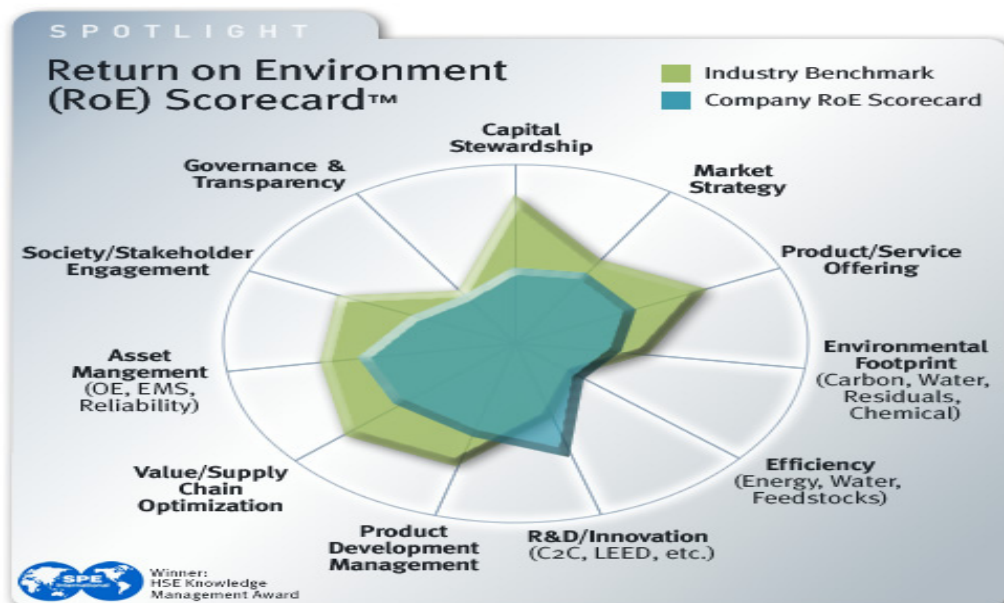 SPOTLIGHT
Return on Environment
(RoE) Scorecard™
Industry Benchmark
Company RoE Scorecard
Capital
Stewardship
Market
Strategy
Product/Service
Offering
Environmental
Footprint
(Carbon, Water,
Residuals,
Chemical)
Efficiency
(Energy, Water,
Feedstocks)
R&D/Innovation
(C2C, LEED, etc.)
Product
Development
Management
Value/Supply
Chain
Optimization
Asset
Mangement
(OE, EMS,
Reliability)
Society/Stakeholder
Engagement
Governance &
Transparency
SPE
International
Winner:
HSE Knowledge
Management Award